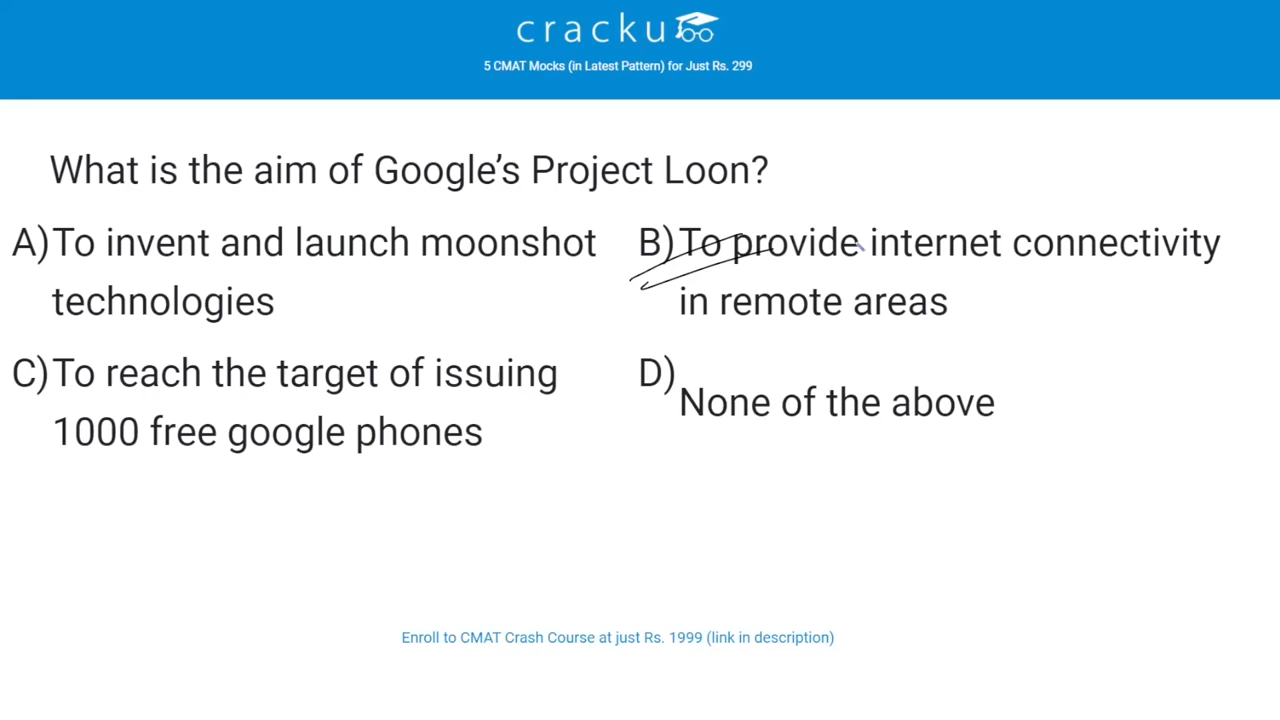 cracku
5 CMAT Mocks (in Latest Pattern) for Just Rs. 299
What is the aim of Google’s Project Loon?
A) To invent and launch moonshot
technologies
B) To provide internet connectivity
in remote areas
C) To reach the target of issuing
1000 free google phones
D)
None of the above
Enroll to CMAT Crash Course at just Rs. 1999 (link in description)